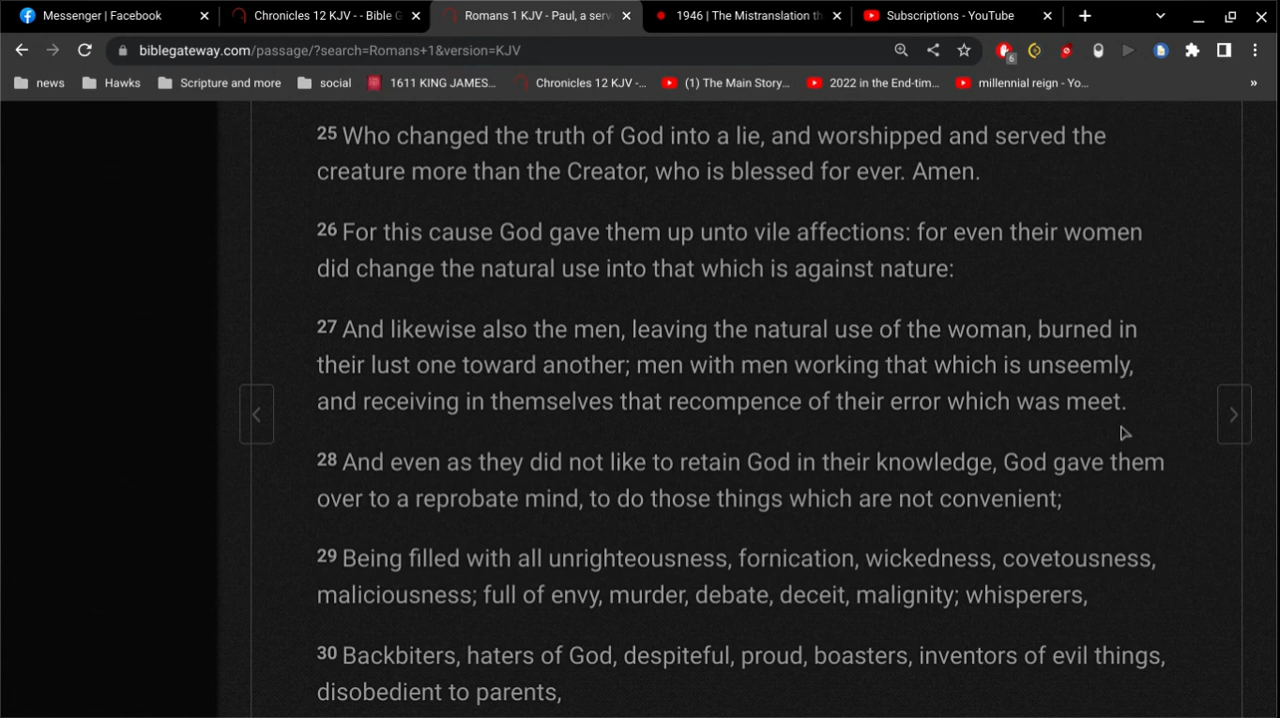 Messenger | Facebook
Chronicles 12 KJV - - Bible G
Romans 1 KJV - Paul, a serv
1946 | The Mistranslation th
Subscriptions - YouTube
biblegateway.com/passage/?search=Romans+1&version=KJV
6
news
Hawks
Scripture and more
social
1611 KING JAMES...
Chronicles 12 KJV -...
(1) The Main Story...
2022 in the End-tim...
millennial reign - Yo...
»
25 Who changed the truth of God into a lie, and worshipped and served the
creature more than the Creator, who is blessed for ever. Amen.
26 For this cause God gave them up unto vile affections: for even their women
did change the natural use into that which is against nature:
27 And likewise also the men, leaving the natural use of the woman, burned in
their lust one toward another; men with men working that which is unseemly,
and receiving in themselves that recompence of their error which was meet.
28 And even as they did not like to retain God in their knowledge, God gave them
over to a reprobate mind, to do those things which are not convenient;
29 Being filled with all unrighteousness, fornication, wickedness, covetousness,
maliciousness; full of envy, murder, debate, deceit, malignity; whisperers,
30 Backbiters, haters of God, despiteful, proud, boasters, inventors of evil things,
disobedient to parents,